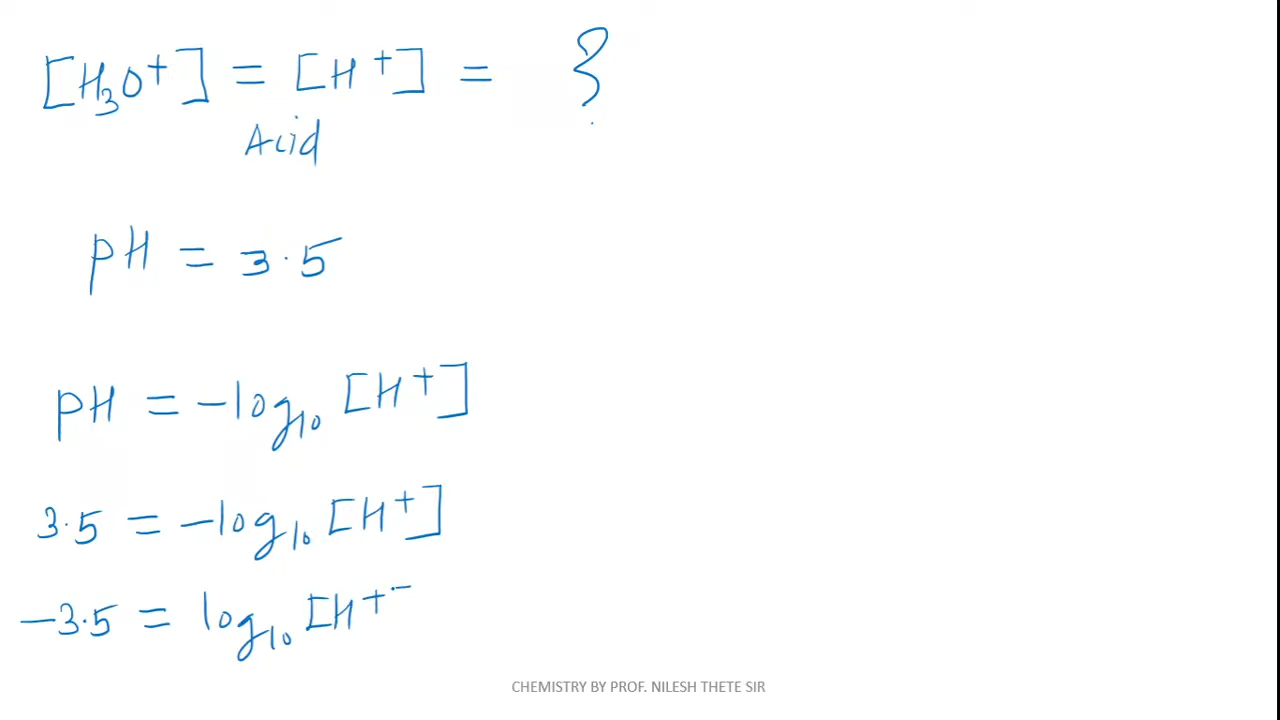 [H₃O⁺] = [H⁺] = ?
Acid
pH = 3.5
pH = -log₁₀ [H⁺]
3.5 = -log₁₀ [H⁺]
-3.5 = log₁₀ [H⁺
CHEMISTRY BY PROF. NILESH THETE SIR